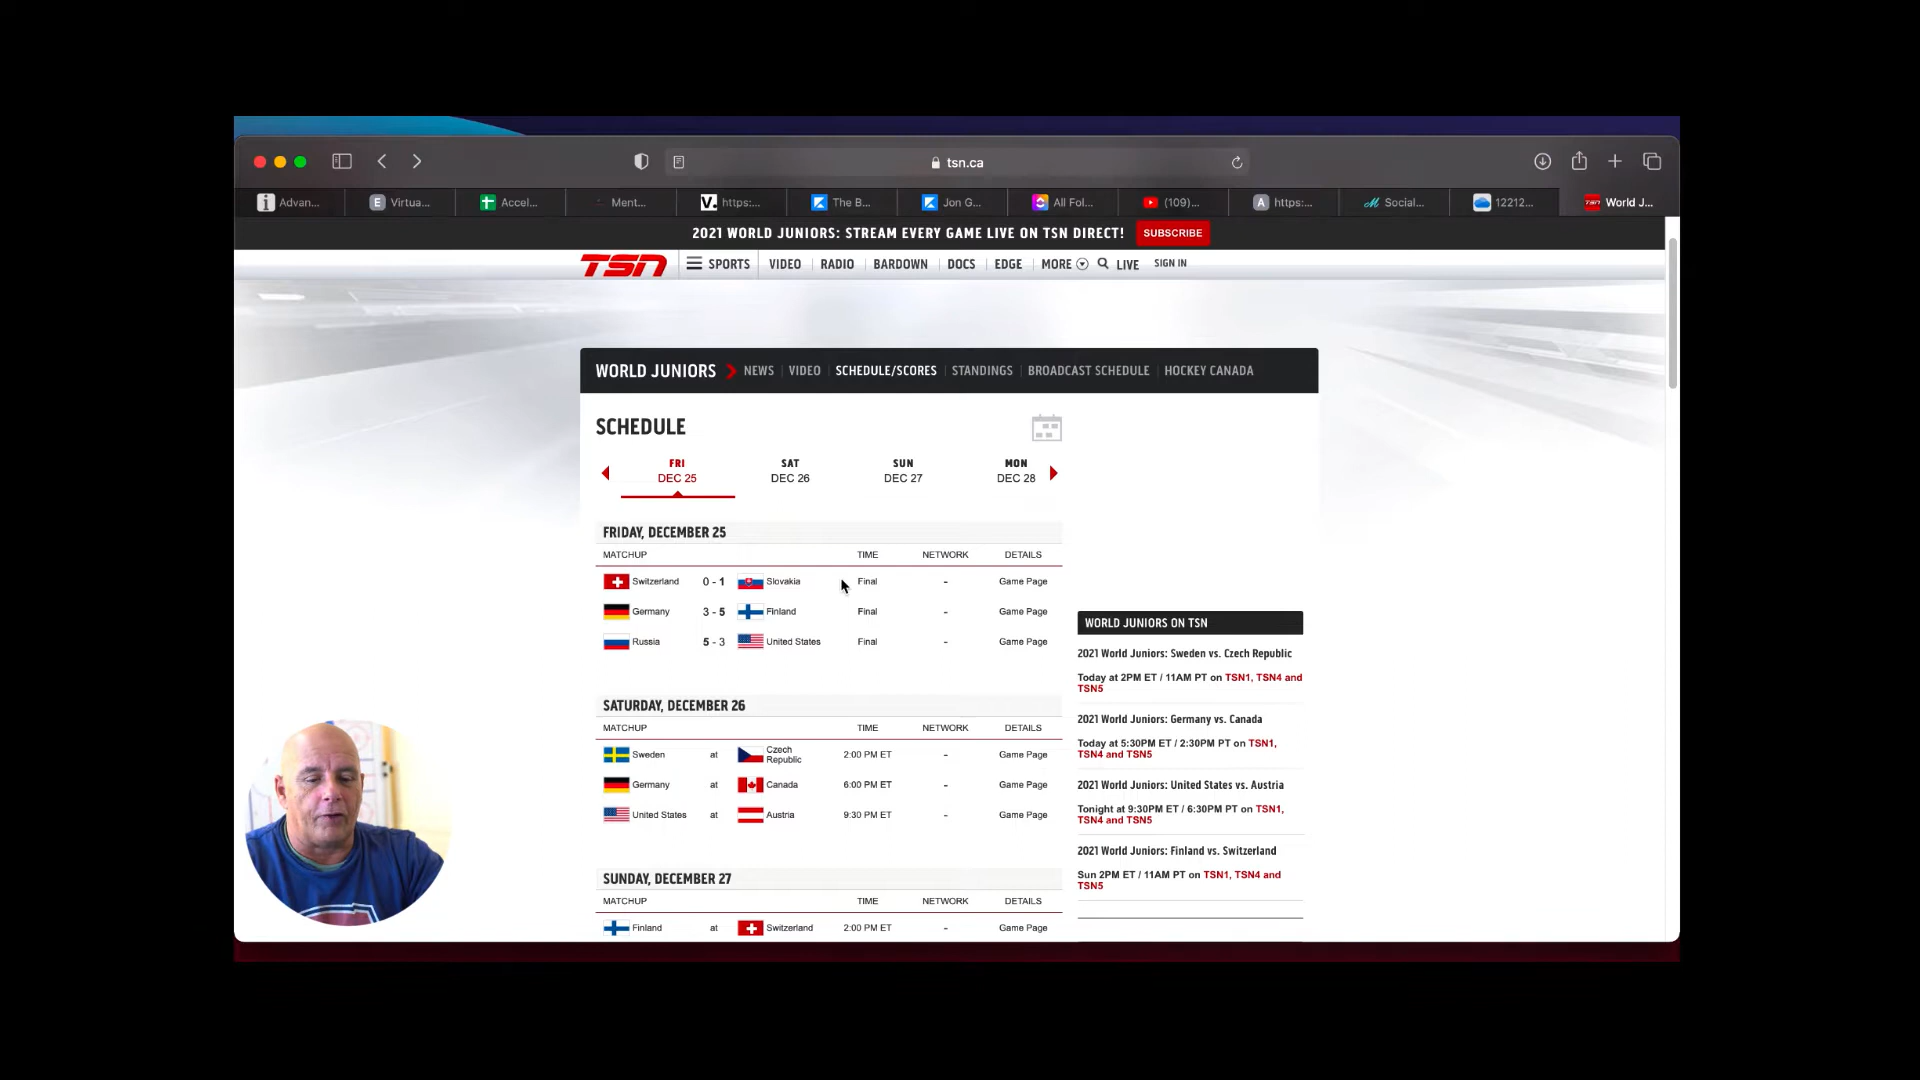 tsn.ca
Advan... Virtua... Accel... Ment... https:... The B... Jon G... All Fol... (109)... https:... Social... 12212... World J...
2021 WORLD JUNIORS: STREAM EVERY GAME LIVE ON TSN DIRECT! SUBSCRIBE
TSN SPORTS VIDEO RADIO BARDOWN DOCS EDGE MORE LIVE SIGN IN
WORLD JUNIORS NEWS VIDEO SCHEDULE/SCORES STANDINGS BROADCAST SCHEDULE HOCKEY CANADA
SCHEDULE
FRI SAT SUN MON
DEC 25 DEC 26 DEC 27 DEC 28
FRIDAY, DECEMBER 25
MATCHUP TIME NETWORK DETAILS
Switzerland 0 - 1 Slovakia Final - Game Page
Germany 3 - 5 Finland Final - Game Page
Russia 5 - 3 United States Final - Game Page
SATURDAY, DECEMBER 26
MATCHUP TIME NETWORK DETAILS
Sweden at Czech Republic 2:00 PM ET - Game Page
Germany at Canada 6:00 PM ET - Game Page
United States at Austria 9:30 PM ET - Game Page
SUNDAY, DECEMBER 27
MATCHUP TIME NETWORK DETAILS
Finland at Switzerland 2:00 PM ET - Game Page
WORLD JUNIORS ON TSN
2021 World Juniors: Sweden vs. Czech Republic
Today at 2PM ET / 11AM PT on TSN1, TSN4 and
TSN5
2021 World Juniors: Germany vs. Canada
Today at 5:30PM ET / 2:30PM PT on TSN1,
TSN4 and TSN5
2021 World Juniors: United States vs. Austria
Tonight at 9:30PM ET / 6:30PM PT on TSN1,
TSN4 and TSN5
2021 World Juniors: Finland vs. Switzerland
Sun 2PM ET / 11AM PT on TSN1, TSN4 and
TSN5